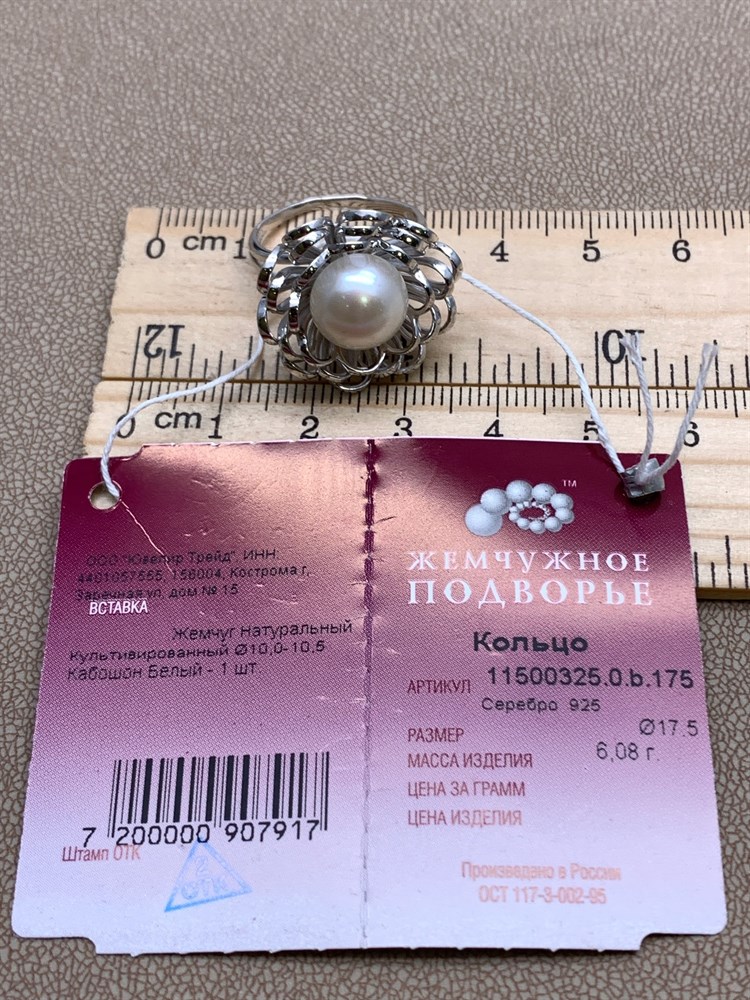 0 cm 1 4 5 6
12 10
0 cm 1 2 3 4 5 6
ООО "Ювелир Трейд", ИНН:
4401057555, 156004, Кострома г,
Заречная ул, дом № 15
ВСТАВКА
Жемчуг натуральный
культивированный Ø10,0-10,5
Кабошон Белый - 1 шт.
7 200000 907917
Штамп ОТК
2
ОТК
TM
ЖЕМЧУЖНОЕ
ПОДВОРЬЕ
Кольцо
АРТИКУЛ 11500325.0.b.175
Серебро 925
РАЗМЕР Ø17.5
МАССА ИЗДЕЛИЯ 6,08 г.
ЦЕНА ЗА ГРАММ
ЦЕНА ИЗДЕЛИЯ
Произведено в России
ОСТ 117-3-002-95